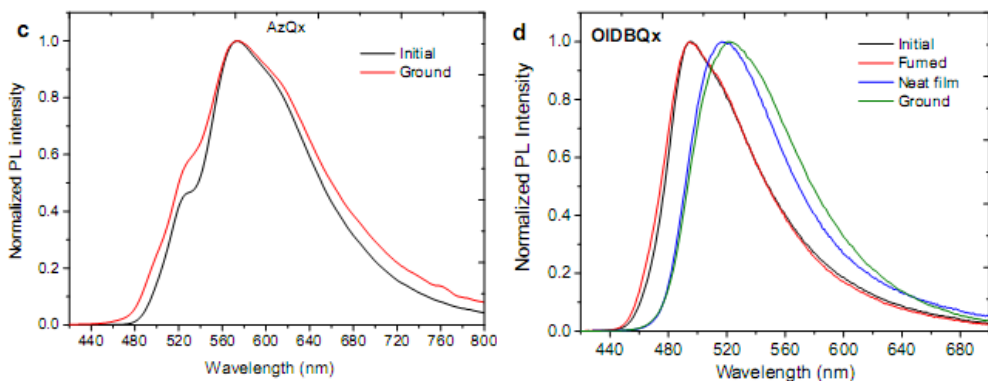 c
AzQx
Initial
Ground
Normalized PL intensity
1.0
0.8
0.6
0.4
0.2
0.0
440 480 520 560 600 640 680 720 760 800
Wavelength (nm)
d
OIDBQx
Initial
Fumed
Neat film
Ground
Normalized PL Intensity
1.0
0.8
0.6
0.4
0.2
0.0
440 480 520 560 600 640 680
Wavelength (nm)